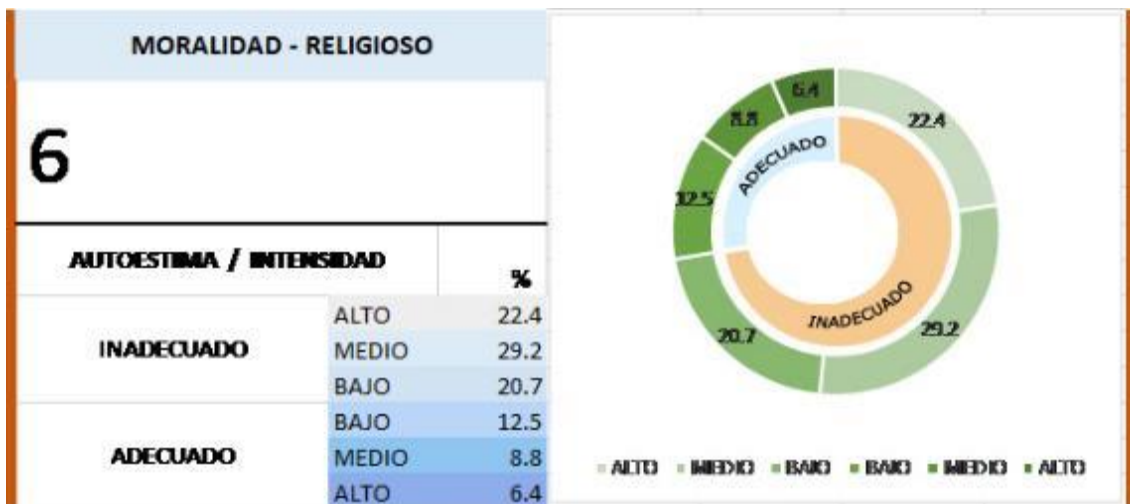 MORALIDAD - RELIGIOSO
6
AUTOESTIMA / INTENSIDAD %
INADECUADO
ALTO 22.4
MEDIO 29.2
BAJO 20.7
ADECUADO
BAJO 12.5
MEDIO 8.8
ALTO 6.4
6.4
8.8
22.4
ADECUADO
12.5
INADECUADO
20.7
29.2
ALTO MEDIO BAJO BAJO MEDIO ALTO